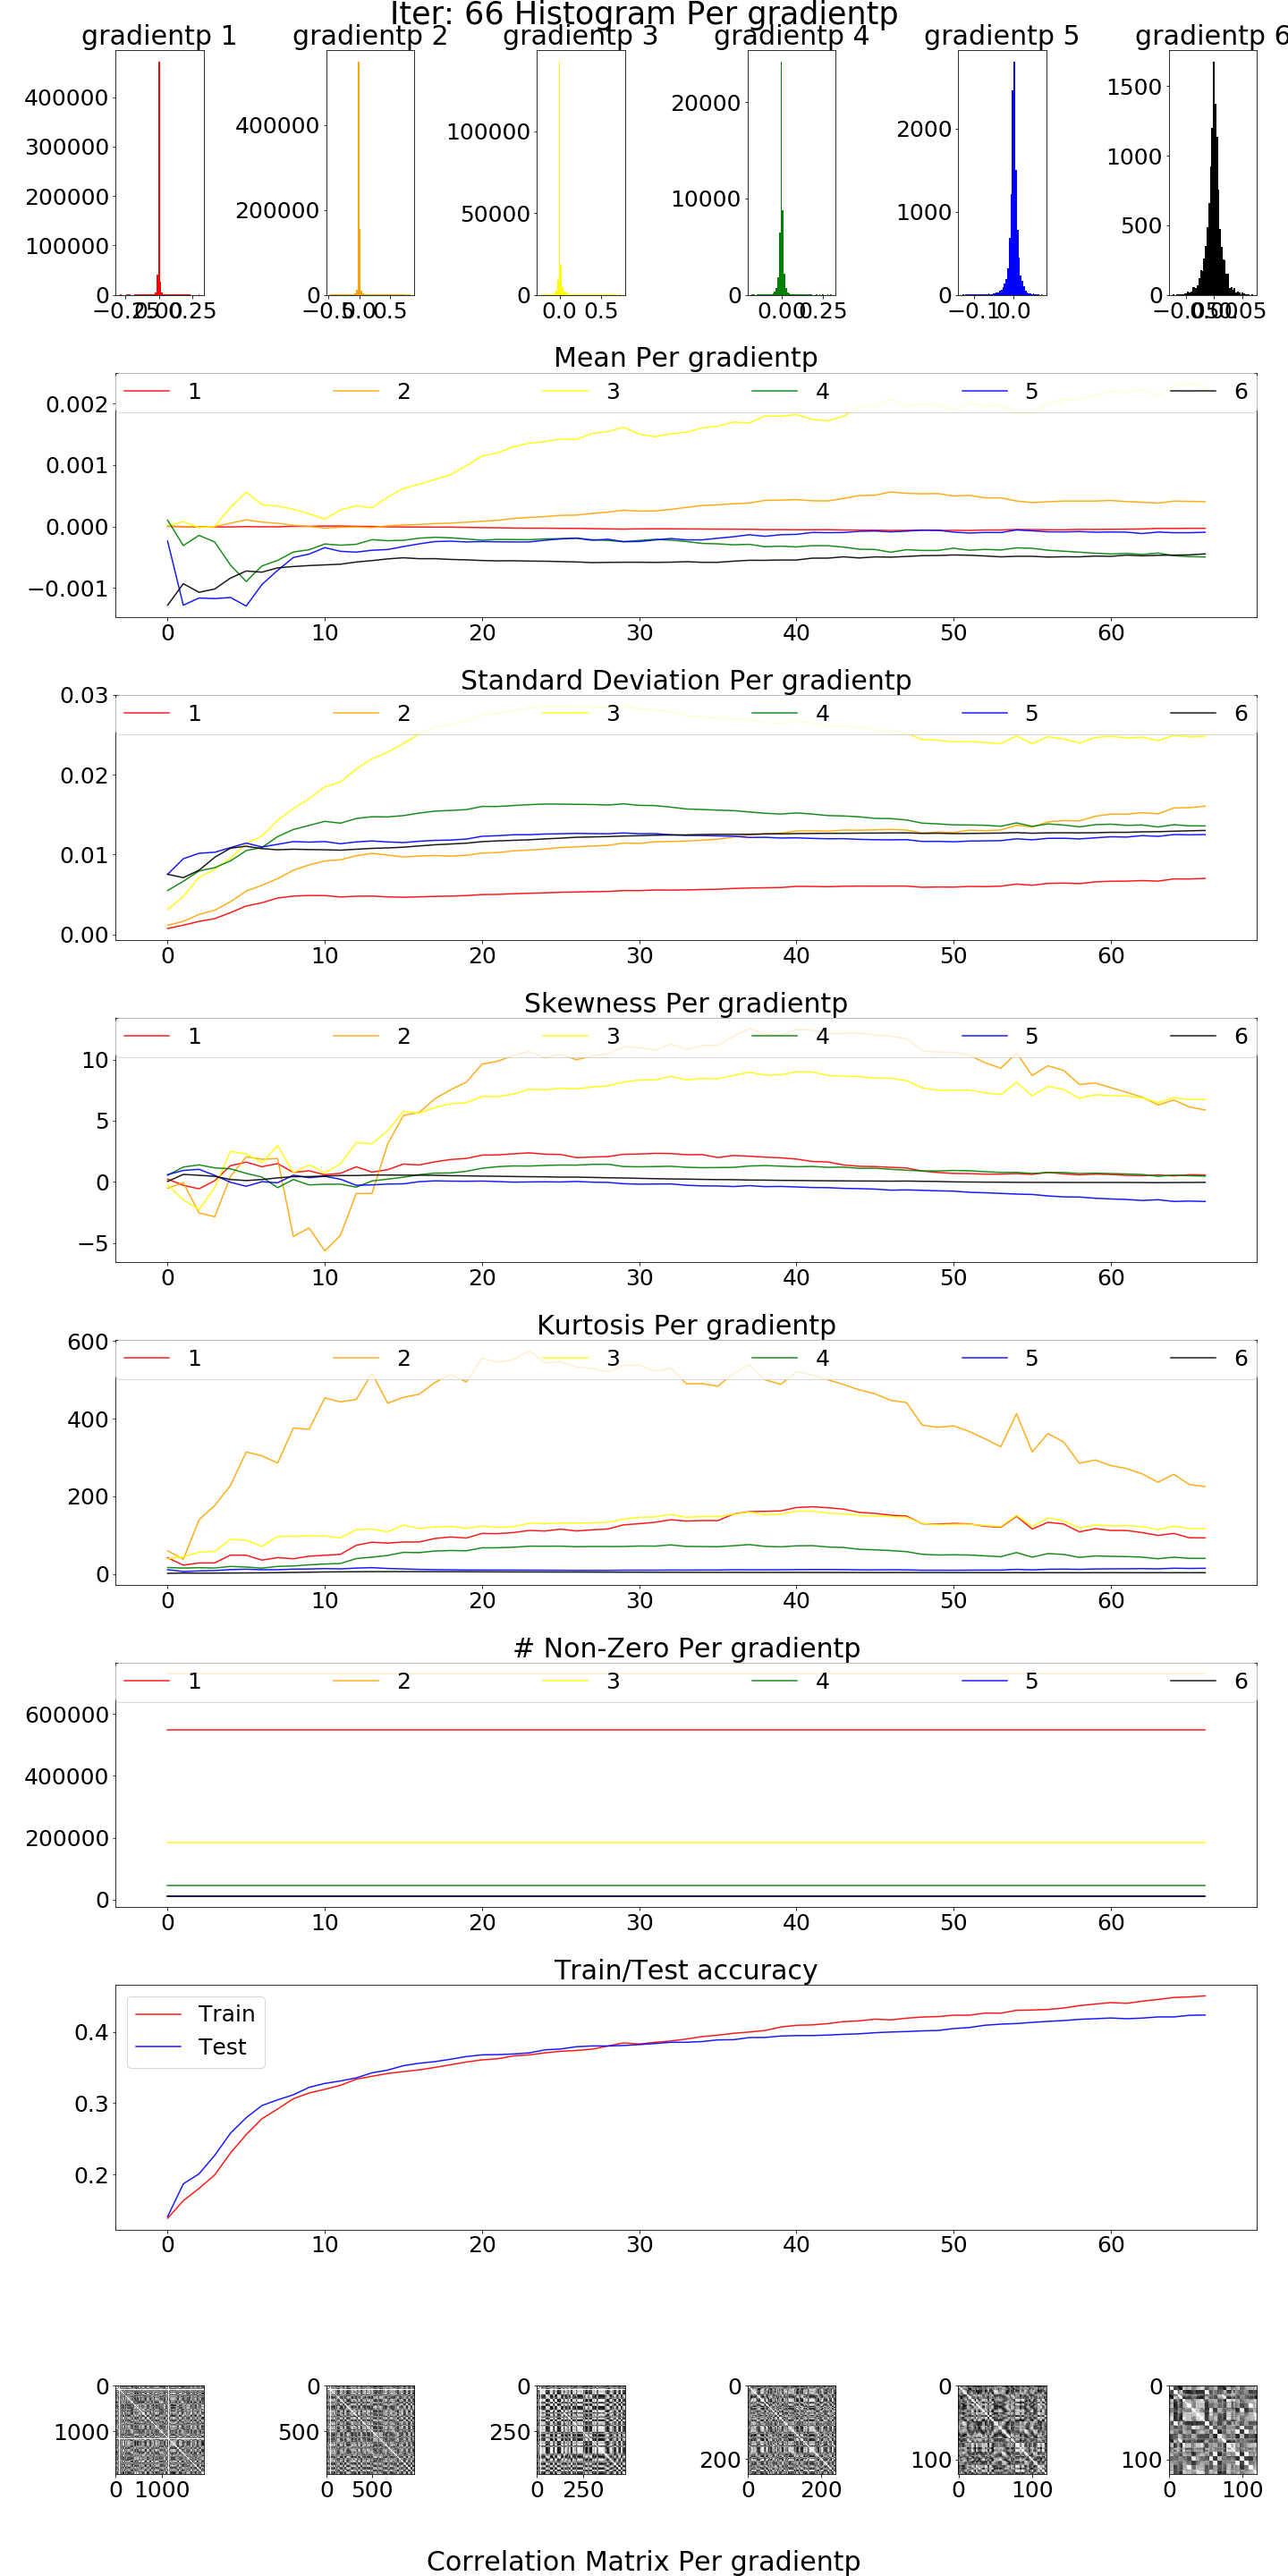 Iter: 66 Histogram Per gradientp
gradientp 1 gradientp 2 gradientp 3 gradientp 4 gradientp 5 gradientp 6
400000
300000
200000
100000
0
400000
200000
0
100000
50000
0
20000
10000
0
2000
1000
0
1500
1000
500
0
−0.25 0.00 0.25
−0.5 0.0 0.5
0.0 0.5
0.00 0.25
−0.1 0.0
−0.05 0.00 0.05
Mean Per gradientp
1 2 3 4 5 6
0.002
0.001
0.000
−0.001
0 10 20 30 40 50 60
Standard Deviation Per gradientp
1 2 3 4 5 6
0.03
0.02
0.01
0.00
0 10 20 30 40 50 60
Skewness Per gradientp
1 2 3 4 5 6
10
5
0
−5
0 10 20 30 40 50 60
Kurtosis Per gradientp
1 2 3 4 5 6
600
400
200
0
0 10 20 30 40 50 60
# Non-Zero Per gradientp
1 2 3 4 5 6
600000
400000
200000
0
0 10 20 30 40 50 60
Train/Test accuracy
Train
Test
0.4
0.3
0.2
0 10 20 30 40 50 60
0
1000
0 1000
0
500
0 500
0
250
0 250
0
200
0 200
0
100
0 100
0
100
0 100
Correlation Matrix Per gradientp